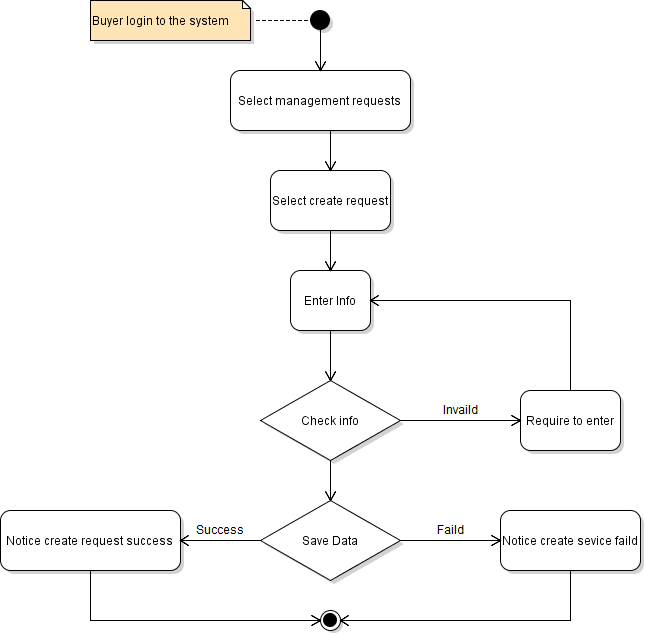 Buyer login to the system
Select management requests
Select create request
Enter Info
Check info
Invaild
Require to enter
Notice create request success
Success
Save Data
Faild
Notice create sevice faild